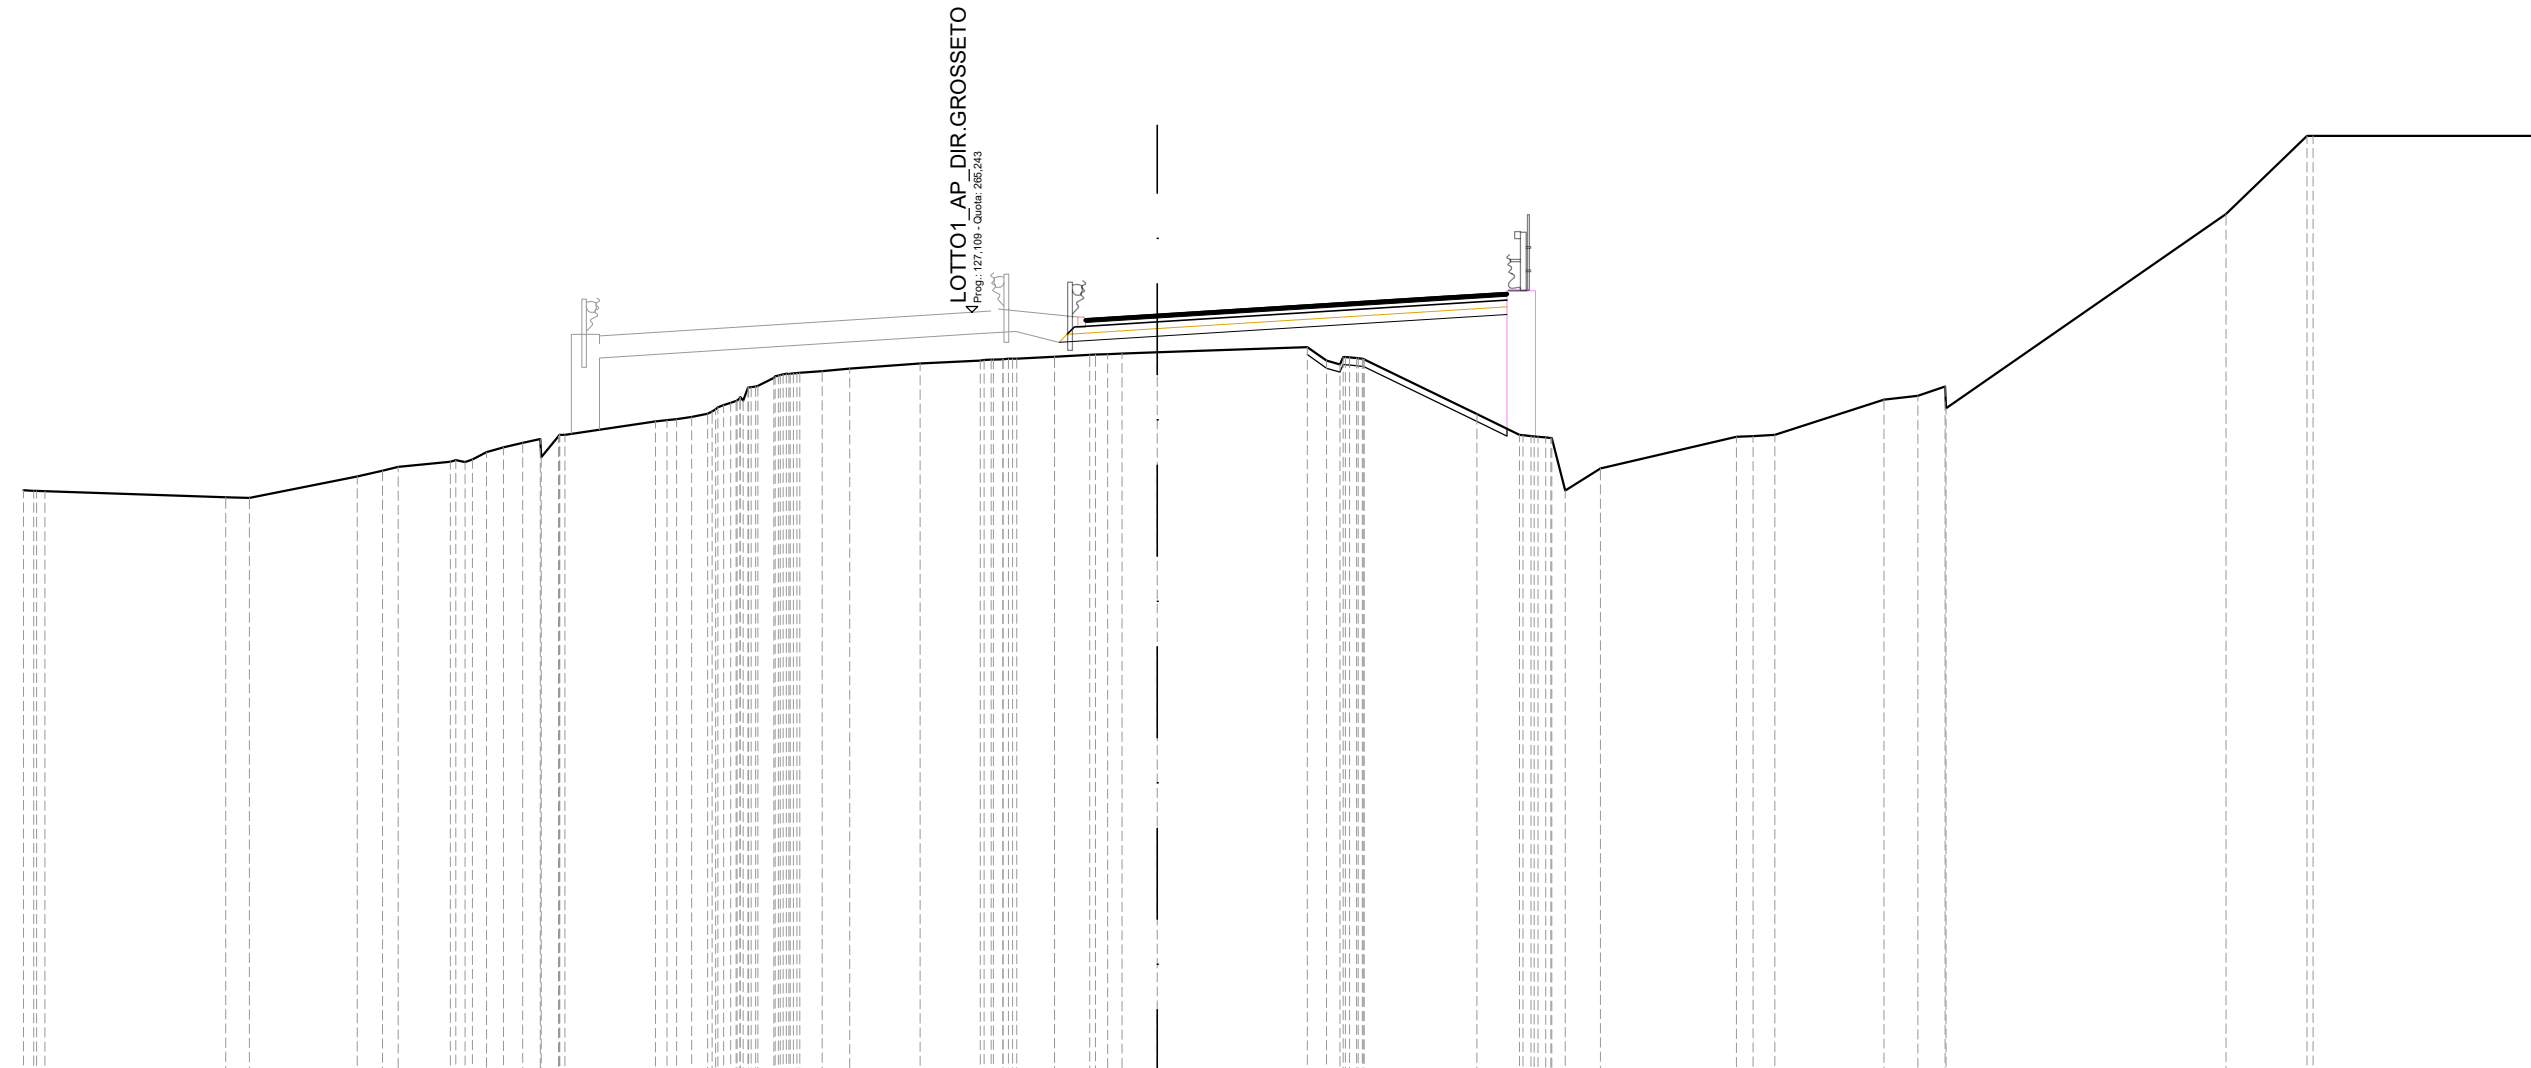 LOTTO1_AP_DIR.GROSSETO
Prog.: 127,109 - Quota: 265,243